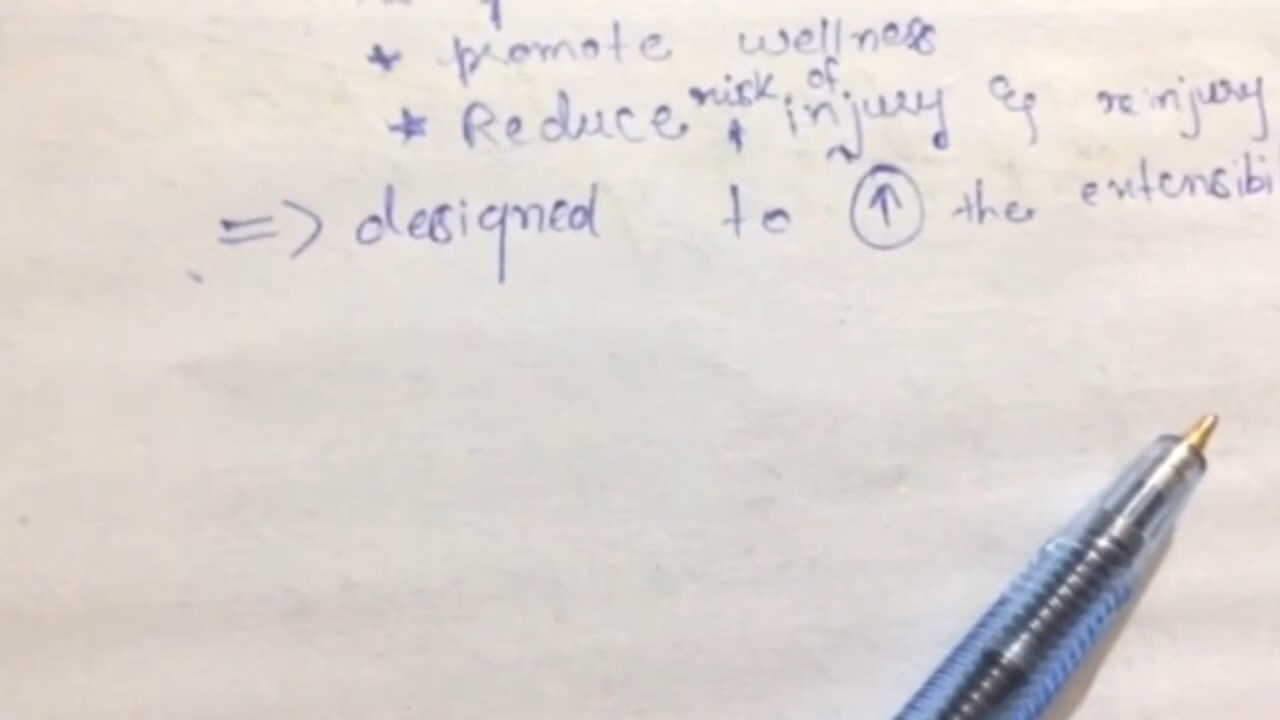 * promote wellness
* Reduce risk of injury & reinjury
=> designed to ↑ the extensibi